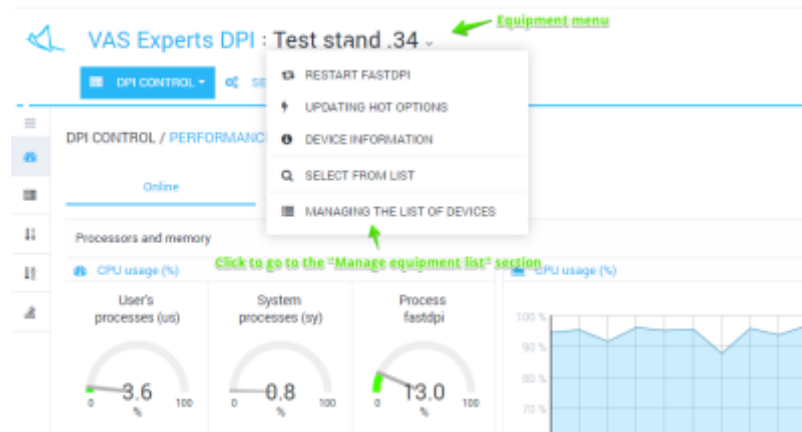 Equipment menu
VAS Experts DPI : Test stand .34
DPI CONTROL
SE
RESTART FASTDPI
UPDATING HOT OPTIONS
DEVICE INFORMATION
SELECT FROM LIST
MANAGING THE LIST OF DEVICES
DPI CONTROL / PERFORMANC
Online
Processors and memory
Click to go to the "Manage equipment list" section
CPU usage (%)
CPU usage (%)
User's
processes (us)
System
processes (sy)
Process
fastdpi
3.6
0 % 100
0.8
0 % 100
13.0
0 % 100
100 %
90 %
80 %
70 %